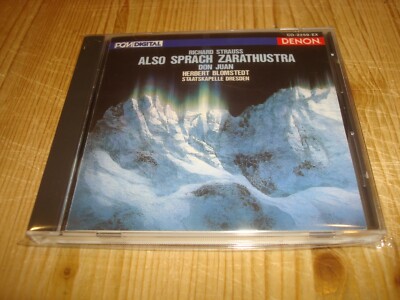 PCM DIGITAL
DENON
RICHARD STRAUSS
ALSO SPRACH ZARATHUSTRA
DON JUAN
HERBERT BLOMSTEDT
STAATSKAPELLE DRESDEN